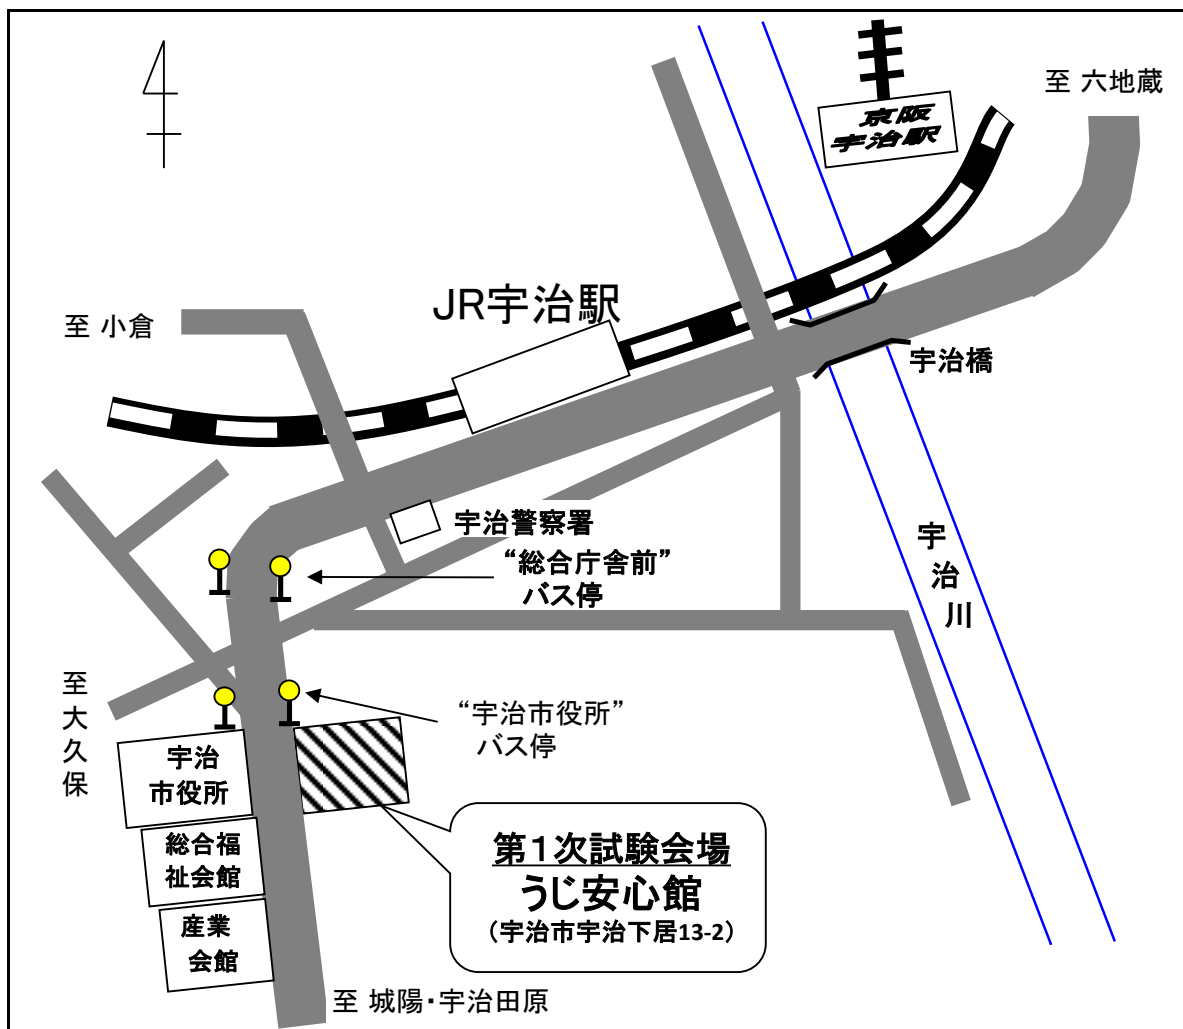 京阪
宇治駅
至 六地蔵
JR宇治駅
至 小倉
宇治橋
宇治警察署
“総合庁舎前”
バス停
宇治川
至大久保
“宇治市役所”
バス停
宇治
市役所
総合福
祉会館
産業
会館
第1次試験会場
うじ安心館
（宇治市宇治下居13-2）
至 城陽・宇治田原